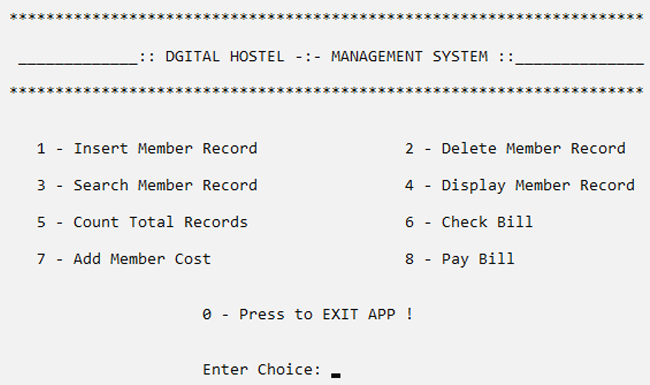 *********************************************************************
_____________:: DGITAL HOSTEL -:- MANAGEMENT SYSTEM ::______________
*********************************************************************
1 - Insert Member Record 2 - Delete Member Record
3 - Search Member Record 4 - Display Member Record
5 - Count Total Records 6 - Check Bill
7 - Add Member Cost 8 - Pay Bill
0 - Press to EXIT APP !
Enter Choice: _